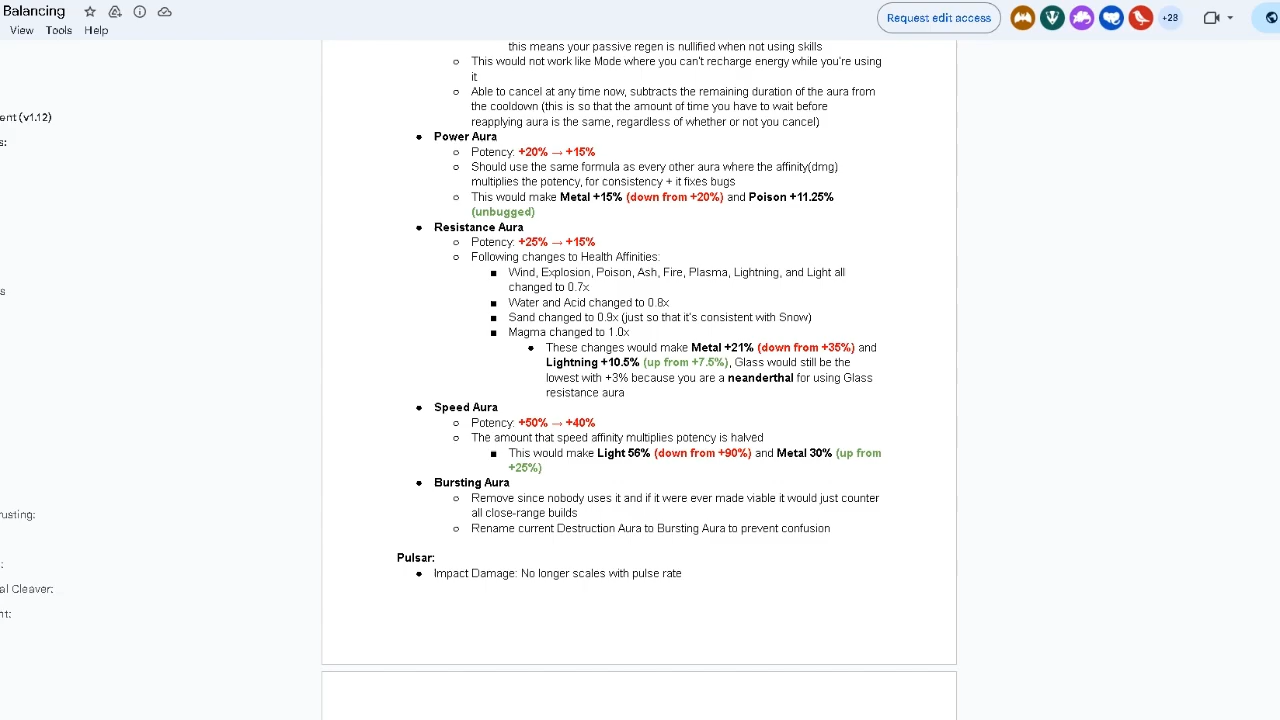 Balancing
Request edit access
+28
View Tools Help
this means your passive regen is nullified when not using skills
This would not work like Mode where you can't recharge energy while you're using
it
Able to cancel at any time now, subtracts the remaining duration of the aura from
the cooldown (this is so that the amount of time you have to wait before
reapplying aura is the same, regardless of whether or not you cancel)
ent (v1.12)
s:
Power Aura
Potency: +20% → +15%
Should use the same formula as every other aura where the affinity(dmg)
multiplies the potency, for consistency + it fixes bugs
This would make Metal +15% (down from +20%) and Poison +11.25%
(unbugged)
Resistance Aura
Potency: +25% → +15%
Following changes to Health Affinities:
Wind, Explosion, Poison, Ash, Fire, Plasma, Lightning, and Light all
changed to 0.7x
s
Water and Acid changed to 0.8x
Sand changed to 0.9x (just so that it's consistent with Snow)
Magma changed to 1.0x
These changes would make Metal +21% (down from +35%) and
Lightning +10.5% (up from +7.5%), Glass would still be the
lowest with +3% because you are a neanderthal for using Glass
resistance aura
Speed Aura
Potency: +50% → +40%
The amount that speed affinity multiplies potency is halved
This would make Light 56% (down from +90%) and Metal 30% (up from
+25%)
Bursting Aura
Remove since nobody uses it and if it were ever made viable it would just counter
all close-range builds
rusting:
Rename current Destruction Aura to Bursting Aura to prevent confusion
Pulsar:
:
Impact Damage: No longer scales with pulse rate
al Cleaver:
nt: